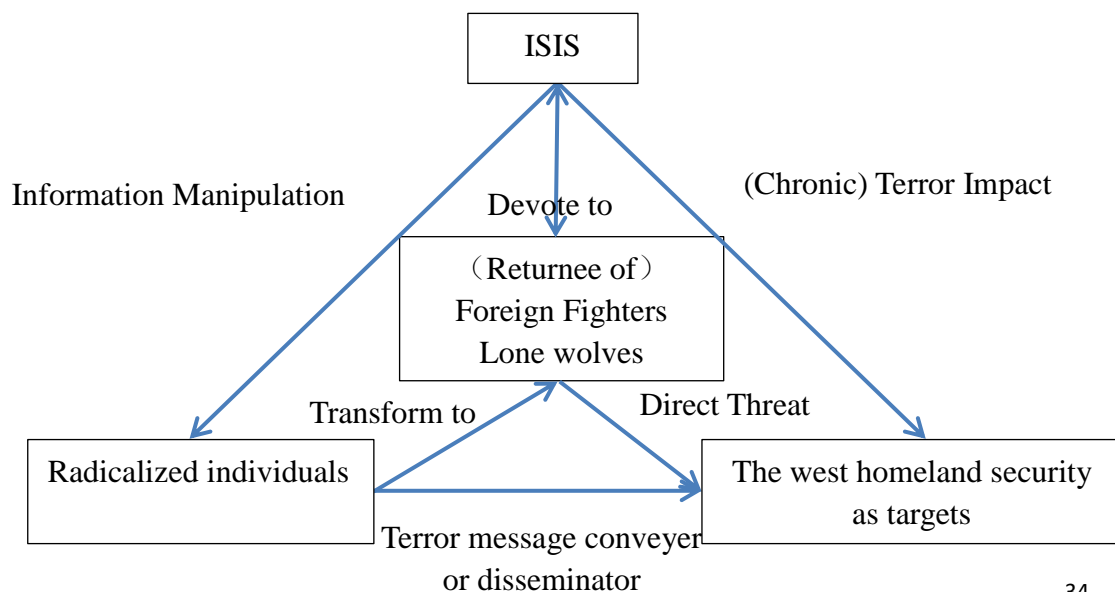 ISIS
Information Manipulation
(Chronic) Terror Impact
Devote to
（Returnee of）
Foreign Fighters
Lone wolves
Transform to
Direct Threat
Radicalized individuals
The west homeland security
as targets
Terror message conveyer
or disseminator
34